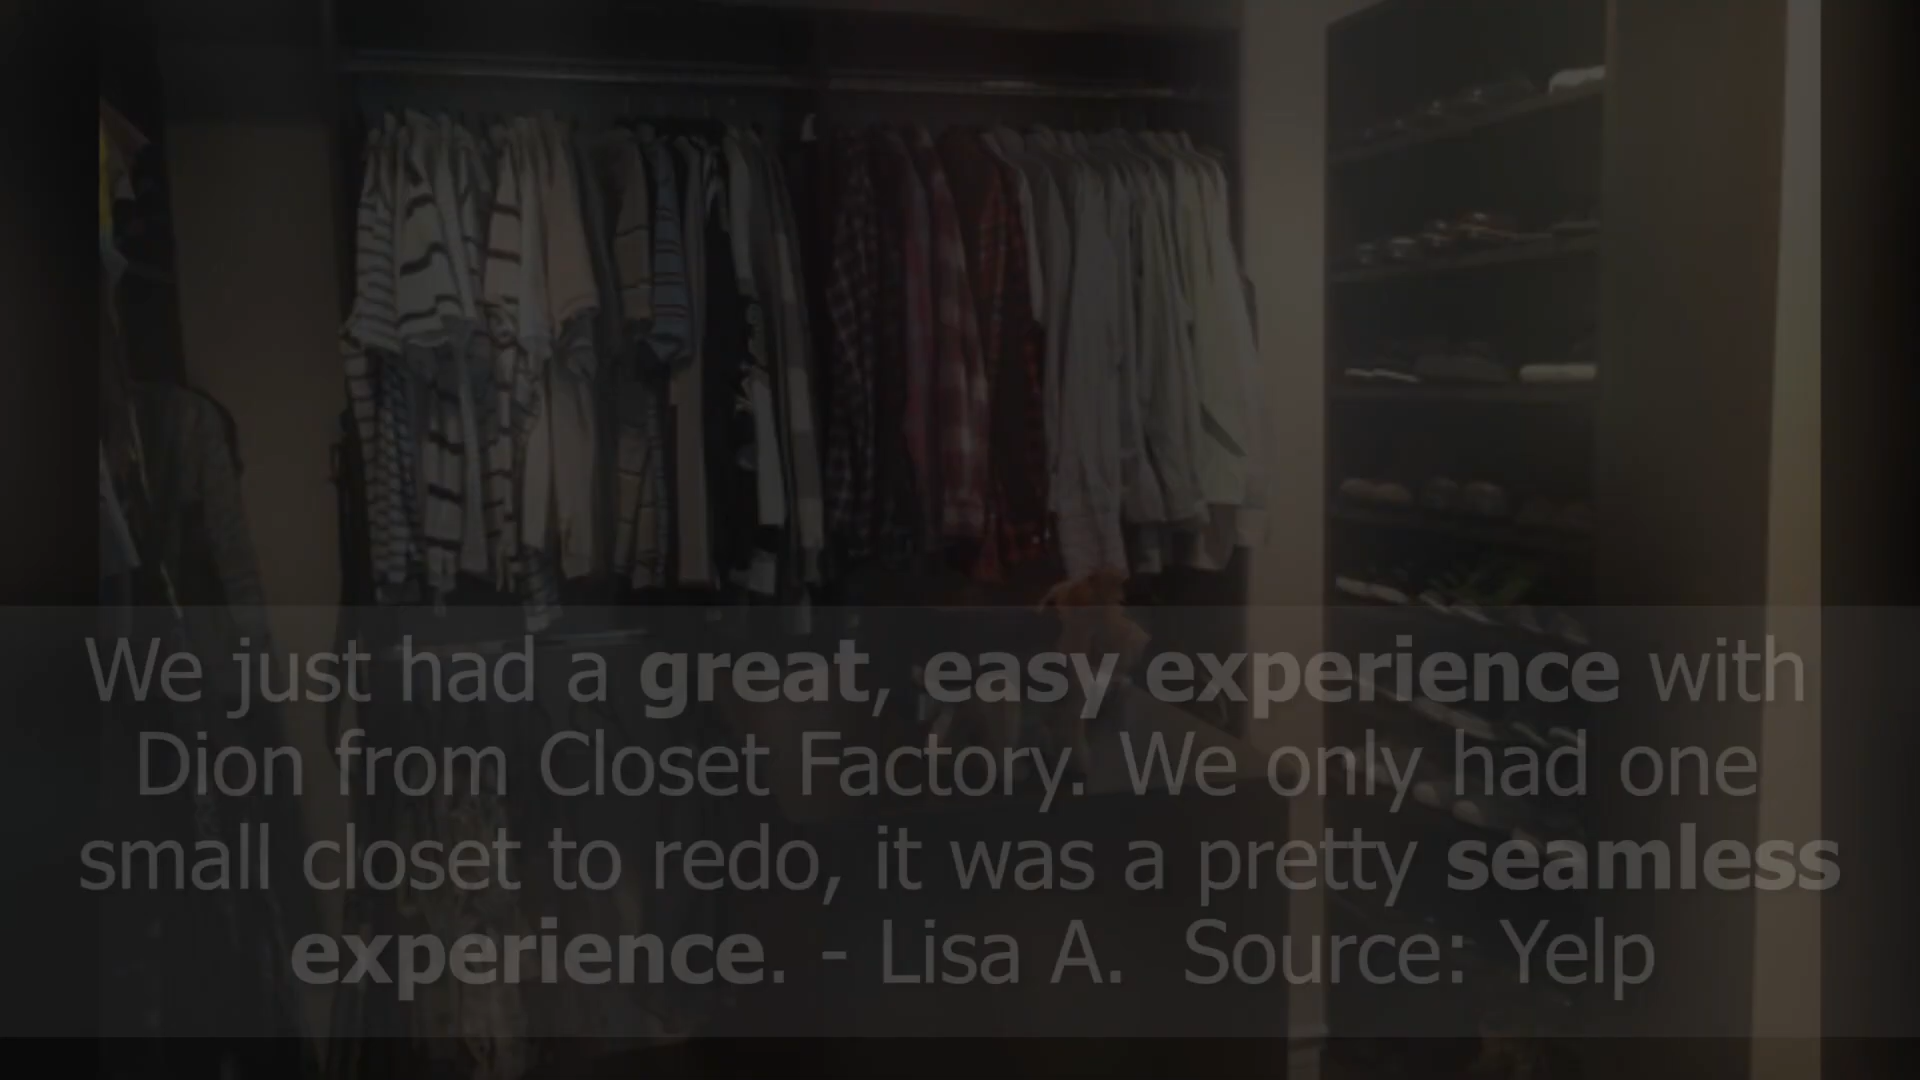 We just had a great, easy experience with
Dion from Closet Factory. We only had one
small closet to redo, it was a pretty seamless
experience. - Lisa A.  Source: Yelp